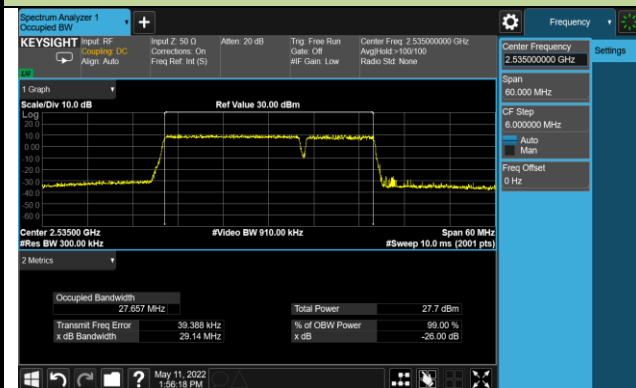 Spectrum Analyzer 1
Occupied BW
Frequency
KEYSIGHT Input: RF
Coupling: DC
Align: Auto
Input Z: 50 Ω
Corrections: On
Freq Ref: Int (S)
Atten: 20 dB
Trig: Free Run
Gate: Off
#IF Gain: Low
Center Freq: 2.535000000 GHz
Avg|Hold:>100/100
Radio Std: None
Center Frequency
2.535000000 GHz
Settings
Span
60.000 MHz
CF Step
6.000000 MHz
Auto
Man
Freq Offset
0 Hz
1 Graph
Scale/Div 10.0 dB
Ref Value 30.00 dBm
Log
20.0
10.0
0.00
-10.0
-20.0
-30.0
-40.0
-50.0
-60.0
Center 2.53500 GHz
#Video BW 910.00 kHz
Span 60 MHz
#Res BW 300.00 kHz
#Sweep 10.0 ms (2001 pts)
2 Metrics
Occupied Bandwidth
27.657 MHz
Total Power 27.7 dBm
Transmit Freq Error 39.388 kHz
% of OBW Power 99.00 %
x dB Bandwidth 29.14 MHz
x dB -26.00 dB
May 11, 2022
1:56:18 PM